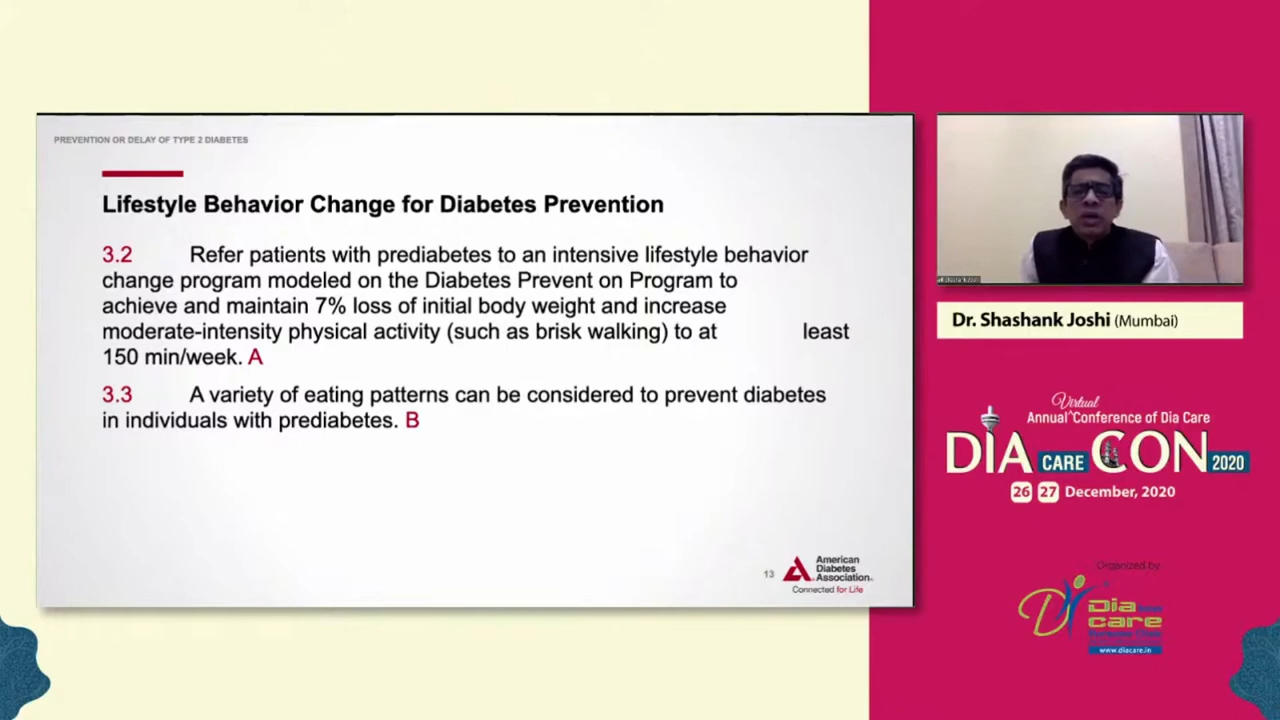 PREVENTION OR DELAY OF TYPE 2 DIABETES
Lifestyle Behavior Change for Diabetes Prevention
3.2 Refer patients with prediabetes to an intensive lifestyle behavior
change program modeled on the Diabetes Prevent on Program to
achieve and maintain 7% loss of initial body weight and increase
moderate-intensity physical activity (such as brisk walking) to at least
150 min/week. A
3.3 A variety of eating patterns can be considered to prevent diabetes
in individuals with prediabetes. B
13
American
Diabetes
Association®
Connected for Life
Dr. Shashank Joshi (Mumbai)
Virtual
Annual ^ Conference of Dia Care
DIA CARE CON 2020
26 27 December, 2020
Organized by
Dia
care
www.diacare.in